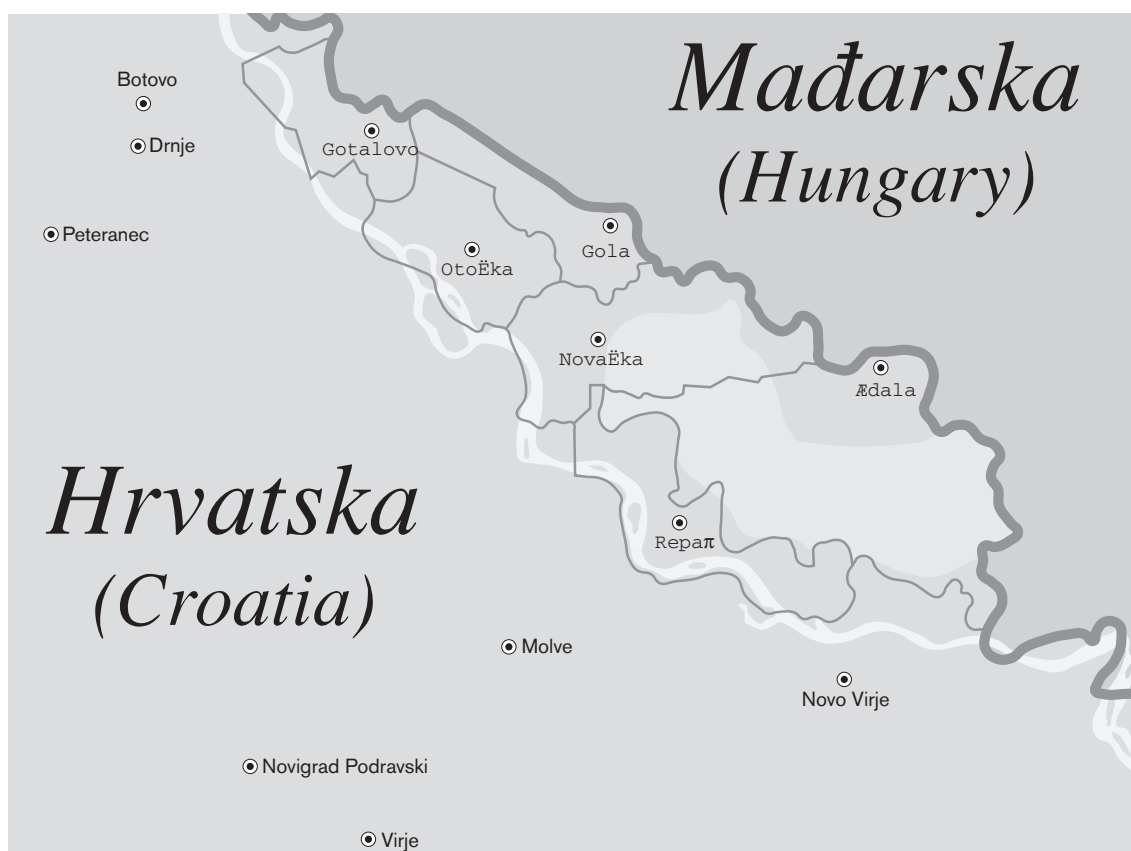 Mađarska
(Hungary)
Botovo
Drnje
Gotalovo
Peteranec
Gola
OtoËka
NovaËka
Ædala
Hrvatska
(Croatia)
Repaπ
Molve
Novo Virje
Novigrad Podravski
Virje